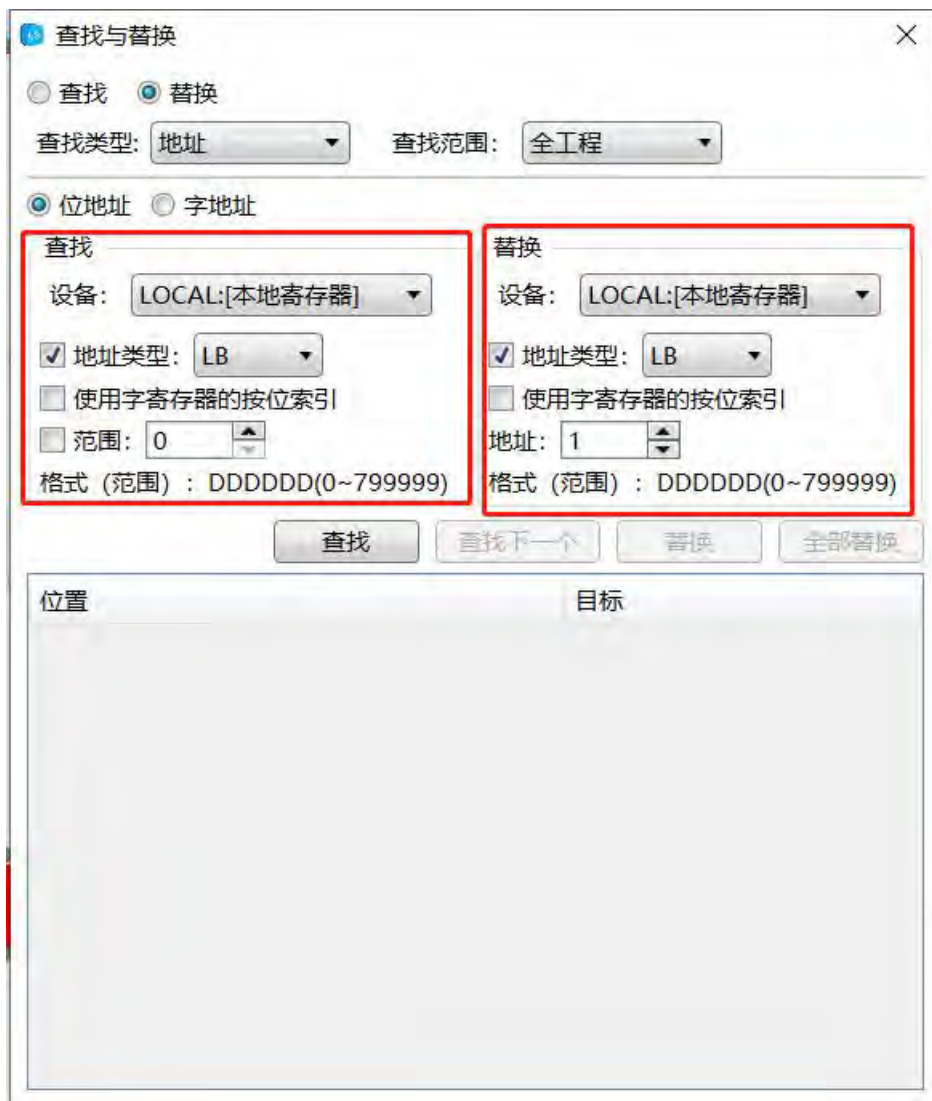 查找与替换
查找 替换
查找类型: 地址 查找范围: 全工程
位地址 字地址
查找 替换
设备: LOCAL:[本地寄存器] 设备: LOCAL:[本地寄存器]
地址类型: LB 地址类型: LB
使用字寄存器的按位索引 使用字寄存器的按位索引
范围: 0 地址: 1
格式 (范围) : DDDDDD(0~799999) 格式 (范围) : DDDDDD(0~799999)
查找 查找下一个 替换 全部替换
位置 目标